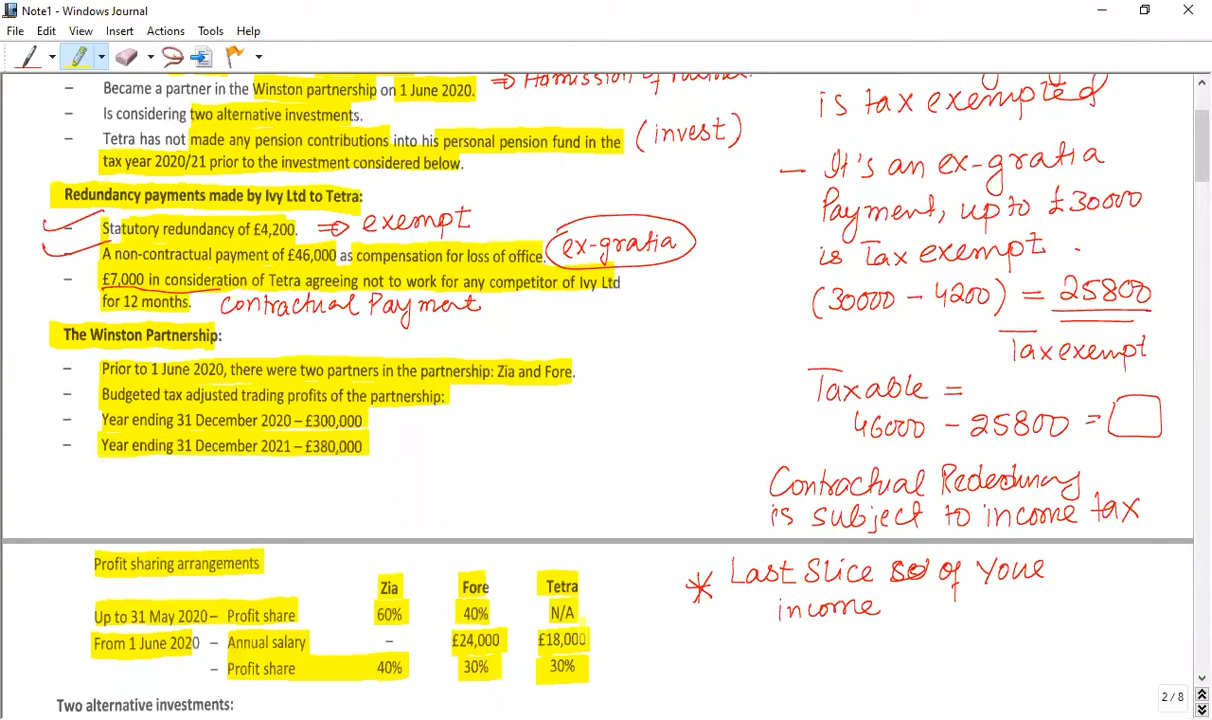 Note1 - Windows Journal
File Edit View Insert Actions Tools Help
- Became a partner in the Winston partnership on 1 June 2020. ⇒ Admission of Partner.
- Is considering two alternative investments.
- Tetra has not made any pension contributions into his personal pension fund in the (invest)
tax year 2020/21 prior to the investment considered below.
Redundancy payments made by Ivy Ltd to Tetra:
- Statutory redundancy of £4,200. ⇒ exempt
- A non-contractual payment of £46,000 as compensation for loss of office. ex-gratia
- £7,000 in consideration of Tetra agreeing not to work for any competitor of Ivy Ltd
for 12 months. contractual Payment
The Winston Partnership:
- Prior to 1 June 2020, there were two partners in the partnership: Zia and Fore.
- Budgeted tax adjusted trading profits of the partnership:
- Year ending 31 December 2020 – £300,000
- Year ending 31 December 2021 – £380,000
is tax exempted
- It's an ex-gratia
Payment, up to £30000
is Tax exempt .
(30000 - 4200) = 25800
Tax exempt
Taxable =
46000 - 25800 =
Contractual
is subject to income tax
Profit sharing arrangements
Zia Fore Tetra
Up to 31 May 2020 – Profit share 60% 40% N/A
From 1 June 2020 – Annual salary – £24,000 £18,000
– Profit share 40% 30% 30%
* Last Slice of Your
income
Two alternative investments:
2 / 8